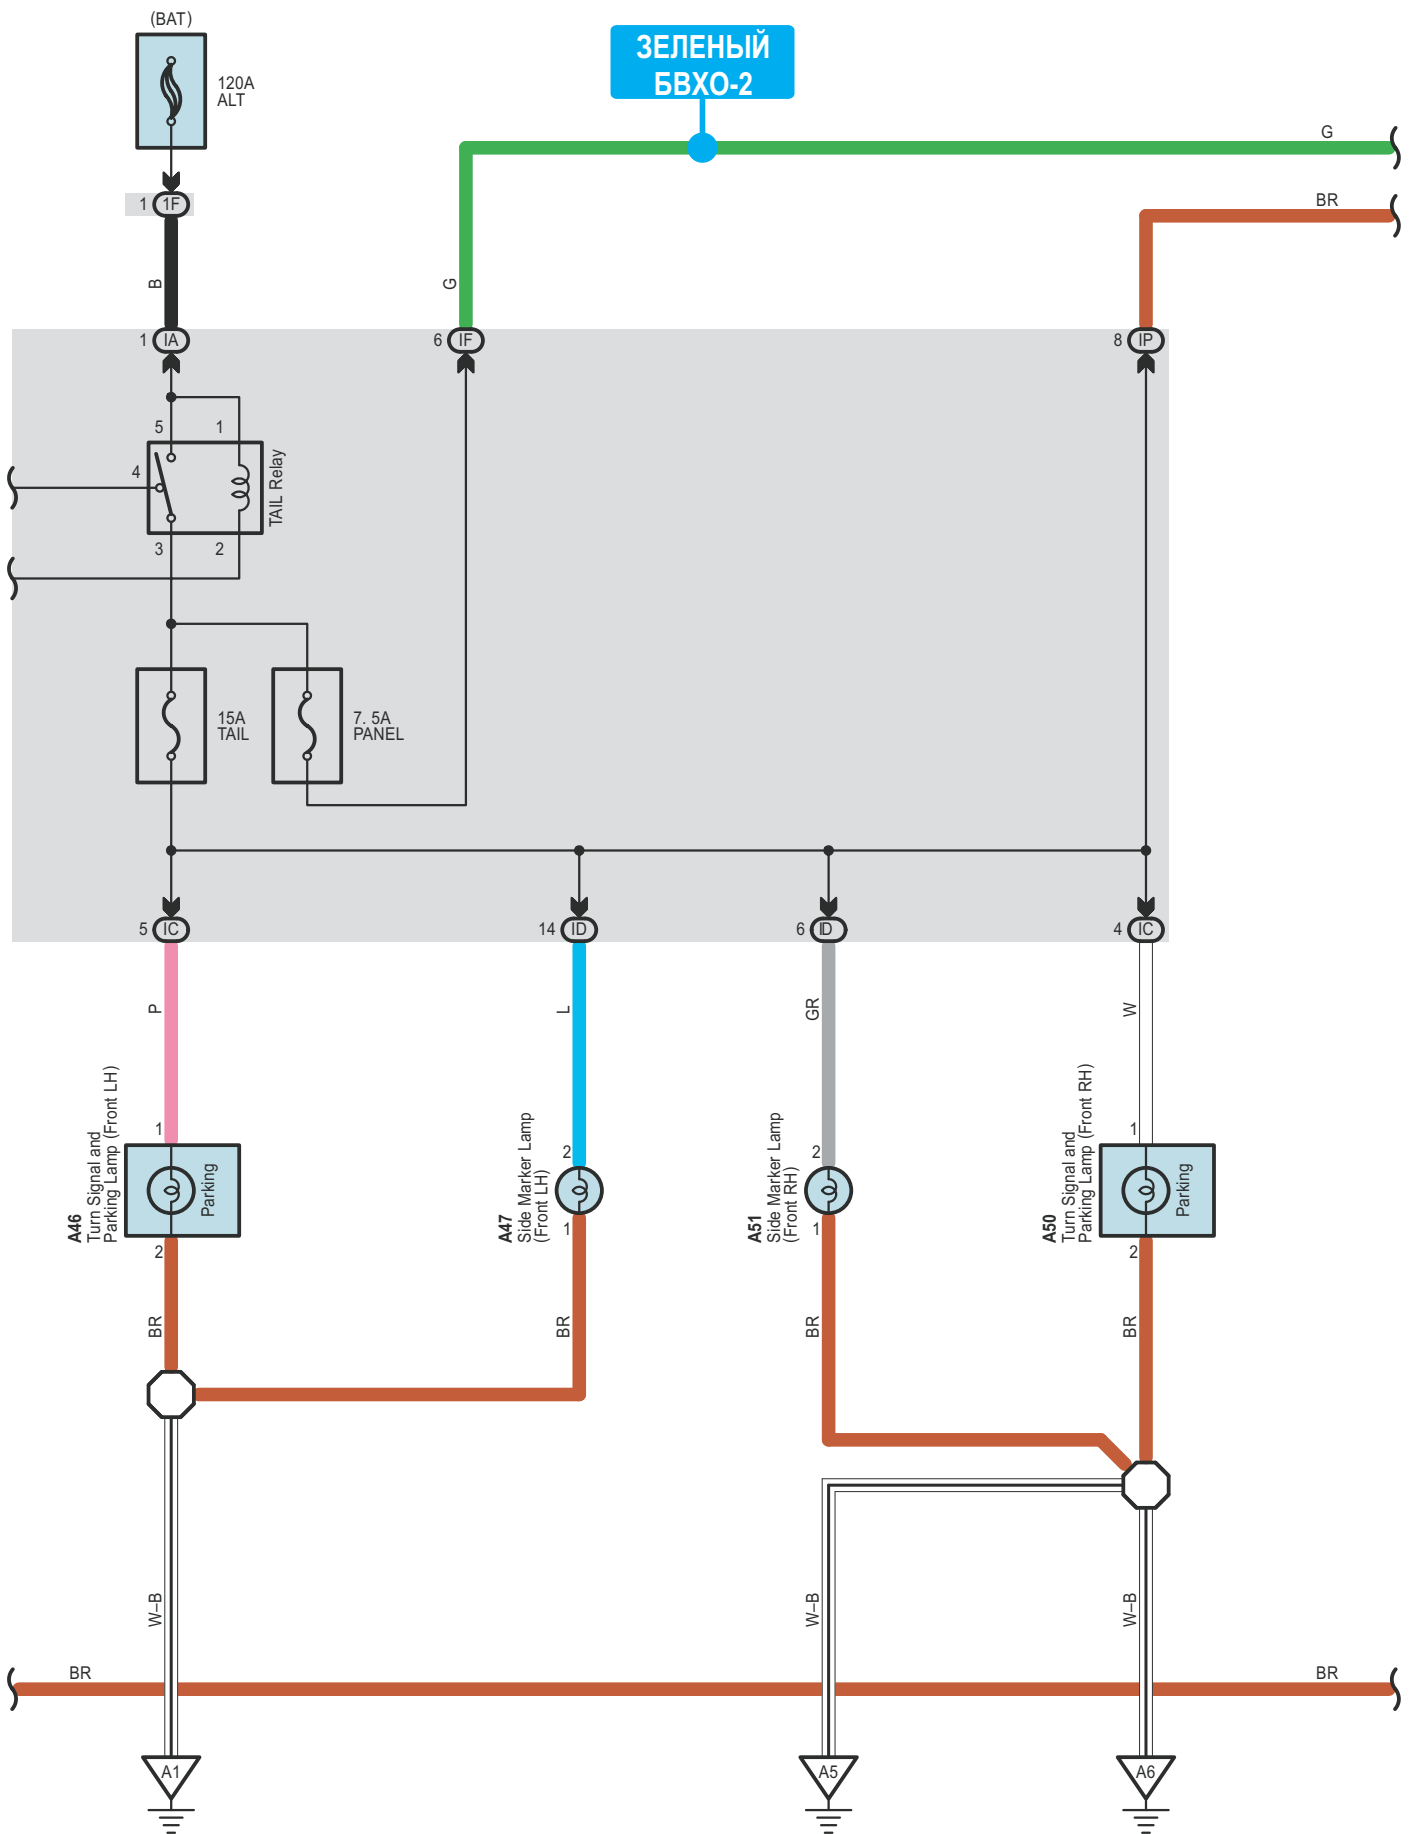 (BAT)
120A
ALT
ЗЕЛЕНЫЙ
БВХО-2
G
BR
1 1F
B
G
1 IA
6 IF
8 IP
5 1
4
TAIL Relay
3 2
15A
TAIL
7. 5A
PANEL
5 IC
14 ID
6 ID
4 IC
P
L
GR
W
1
A46
Turn Signal and
Parking Lamp (Front LH)
Parking
2
2
A47
Side Marker Lamp
(Front LH)
1
2
A51
Side Marker Lamp
(Front RH)
1
1
A50
Turn Signal and
Parking Lamp (Front RH)
Parking
2
BR
BR
BR
BR
W–B
W–B
W–B
BR
BR
A1
A5
A6